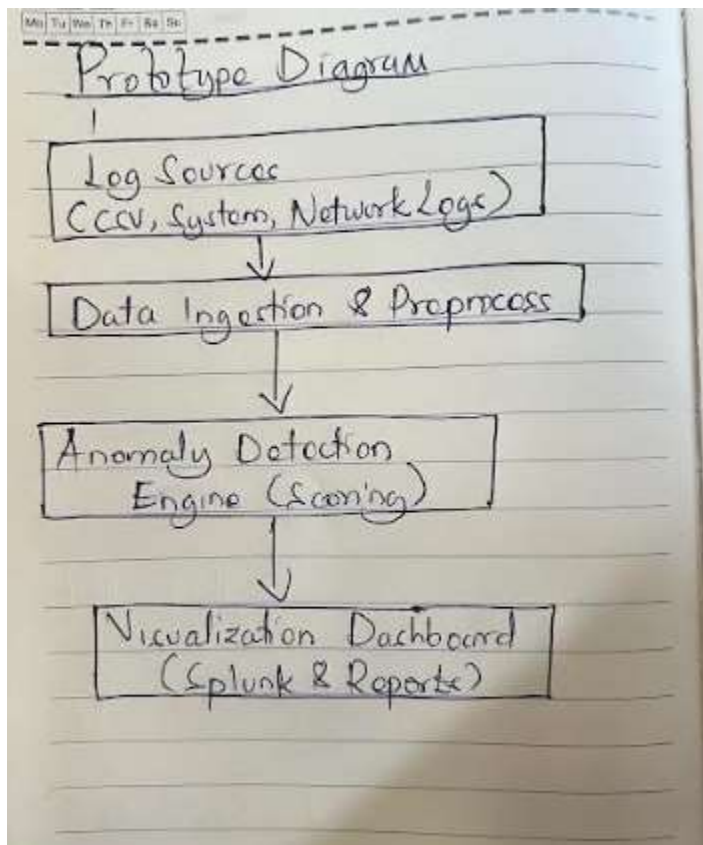 Mo Tu We Th Fr Sa Su
Prototype Diagram
Log Sources
(CSV, System, Network Logs)
Data Ingestion & Preprocess
Anomaly Detection
Engine (Scoring)
Visualization Dashboard
(Splunk & Reports)